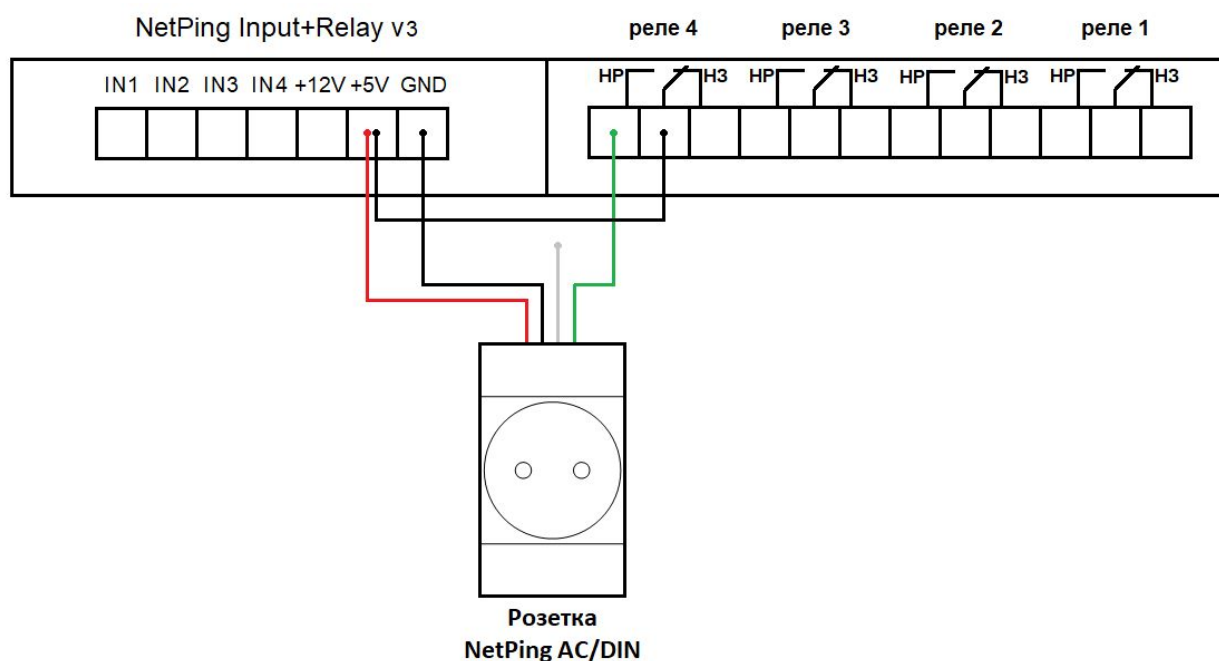 NetPing Input+Relay v3
реле 4 реле 3 реле 2 реле 1
НР НЗ НР НЗ НР НЗ НР НЗ
IN1 IN2 IN3 IN4 +12V +5V GND
Розетка
NetPing AC/DIN